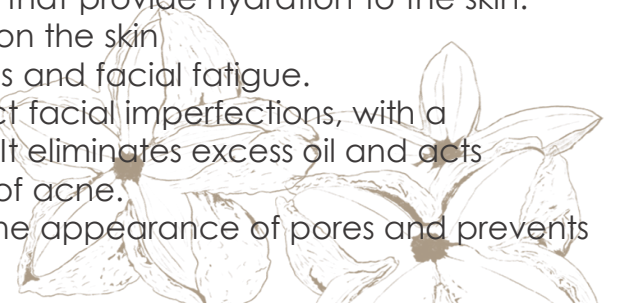 that provide hydration to the skin.
on the skin
s and facial fatigue.
ct facial imperfections, with a
It eliminates excess oil and acts
of acne.
he appearance of pores and prevents